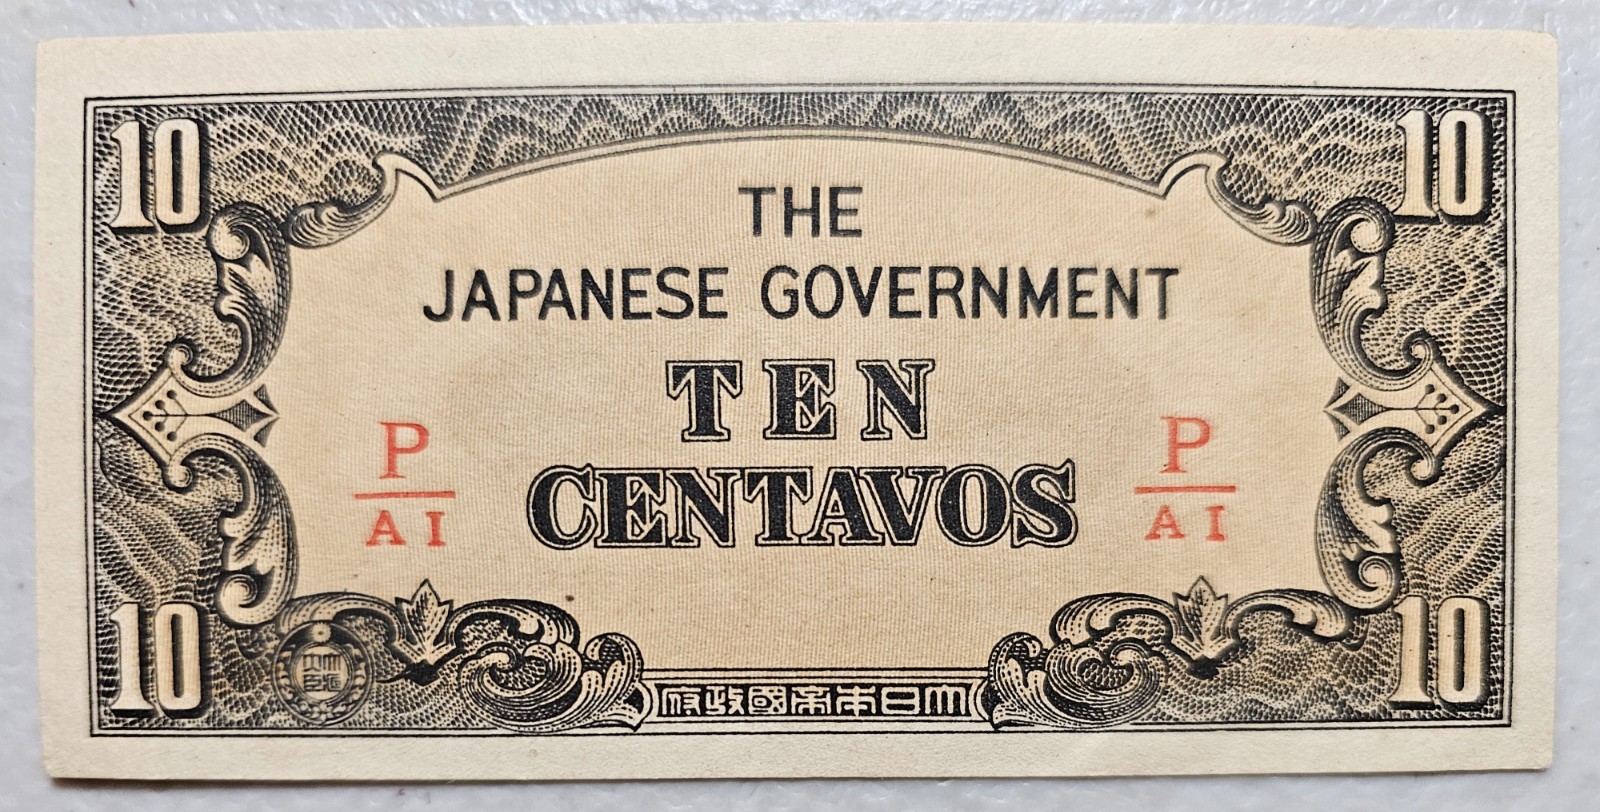 10 10
THE
JAPANESE GOVERNMENT
TEN
CENTAVOS
P
AI
P
AI
10 10
府政國帝本日大